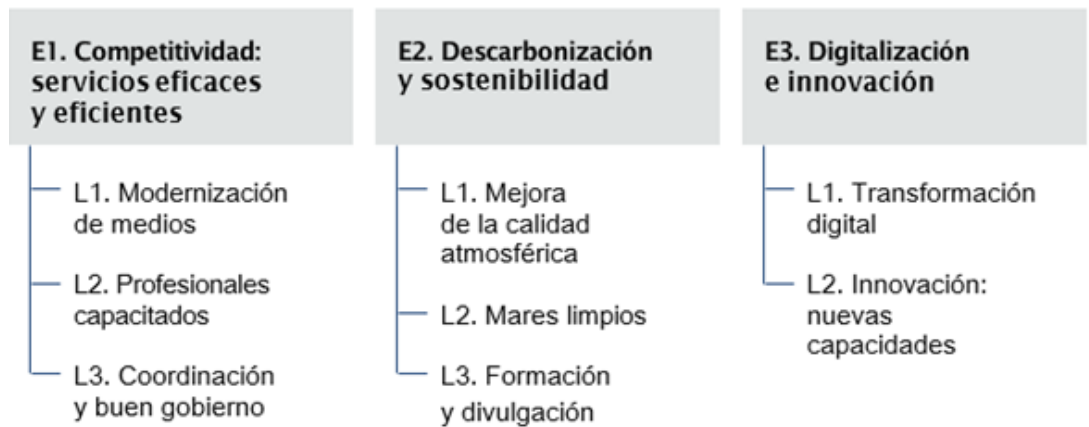 E1. Competitividad:
servicios eficaces
y eficientes
L1. Modernización
de medios
L2. Profesionales
capacitados
L3. Coordinación
y buen gobierno
E2. Descarbonización
y sostenibilidad
L1. Mejora
de la calidad
atmosférica
L2. Mares limpios
L3. Formación
y divulgación
E3. Digitalización
e innovación
L1. Transformación
digital
L2. Innovación:
nuevas
capacidades